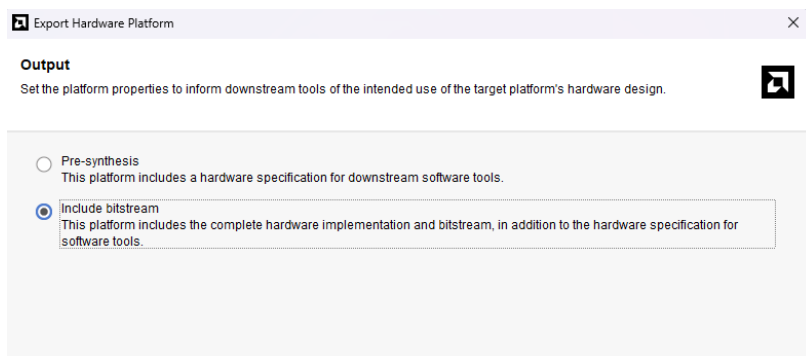 Export Hardware Platform
Output
Set the platform properties to inform downstream tools of the intended use of the target platform's hardware design.
Pre-synthesis
This platform includes a hardware specification for downstream software tools.
Include bitstream
This platform includes the complete hardware implementation and bitstream, in addition to the hardware specification for
software tools.